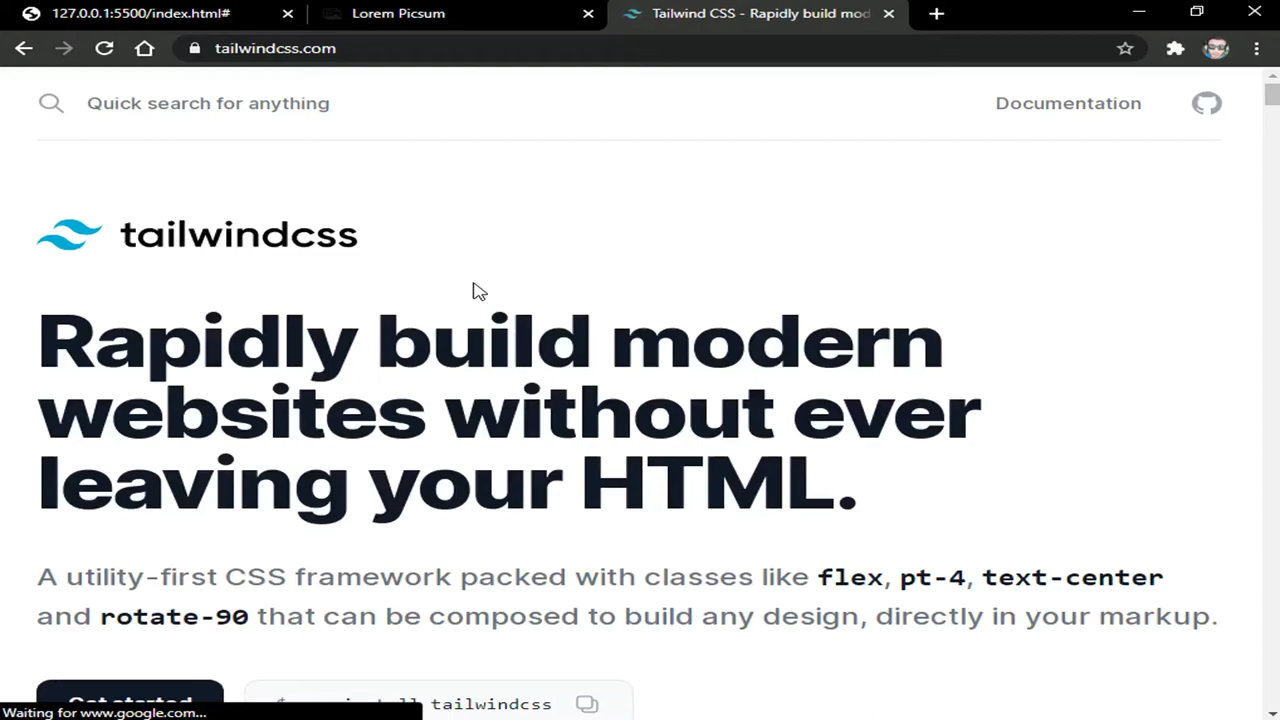 127.0.0.1:5500/index.html#
Lorem Picsum
Tailwind CSS - Rapidly build mod
tailwindcss.com
Quick search for anything
Documentation
tailwindcss
Rapidly build modern
websites without ever
leaving your HTML.
A utility-first CSS framework packed with classes like flex, pt-4, text-center
and rotate-90 that can be composed to build any design, directly in your markup.
Get started
install tailwindcss
Waiting for www.google.com...